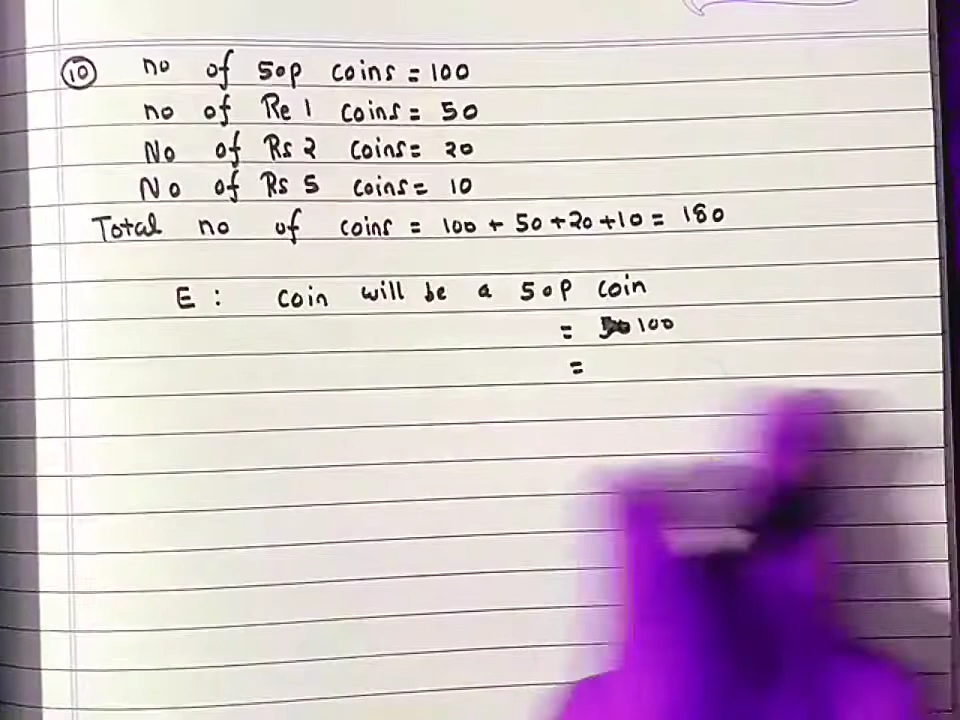 10 no of 50p coins = 100
no of Re 1 coins = 50
No of Rs 2 coins = 20
No of Rs 5 coins = 10
Total no of coins = 100 + 50 + 20 + 10 = 180
E : coin will be a 50p coin
= 100
=